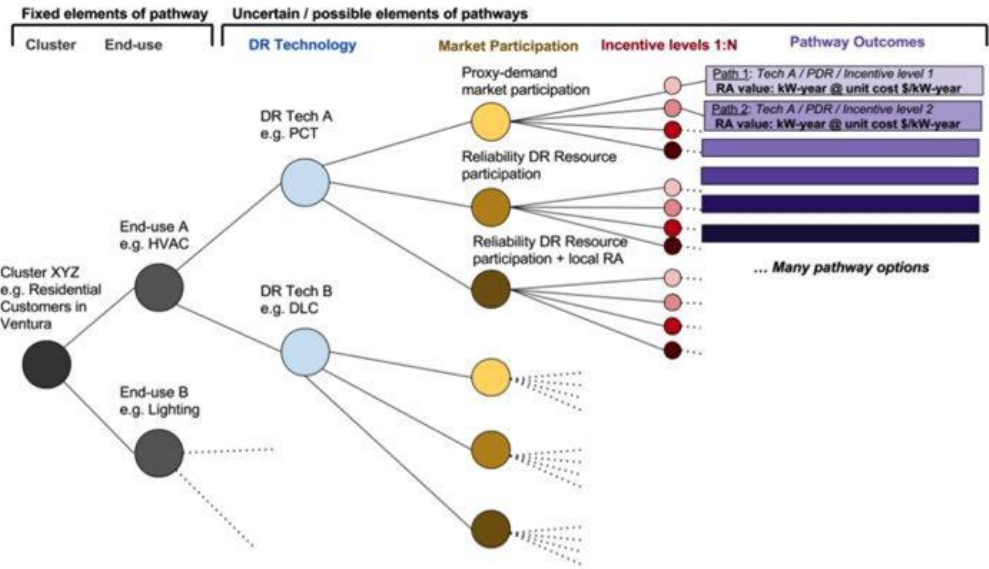 Fixed elements of pathway
Uncertain / possible elements of pathways
Cluster
End-use
DR Technology
Market Participation
Incentive levels 1:N
Pathway Outcomes
Proxy-demand
market participation
Path 1: Tech A / PDR / Incentive level 1
RA value: kW-year @ unit cost $/kW-year
Path 2: Tech A / PDR / Incentive level 2
RA value: kW-year @ unit cost $/kW-year
DR Tech A
e.g. PCT
Reliability DR Resource
participation
End-use A
e.g. HVAC
Reliability DR Resource
participation + local RA
... Many pathway options
Cluster XYZ
e.g. Residential
Customers in
Ventura
DR Tech B
e.g. DLC
End-use B
e.g. Lighting